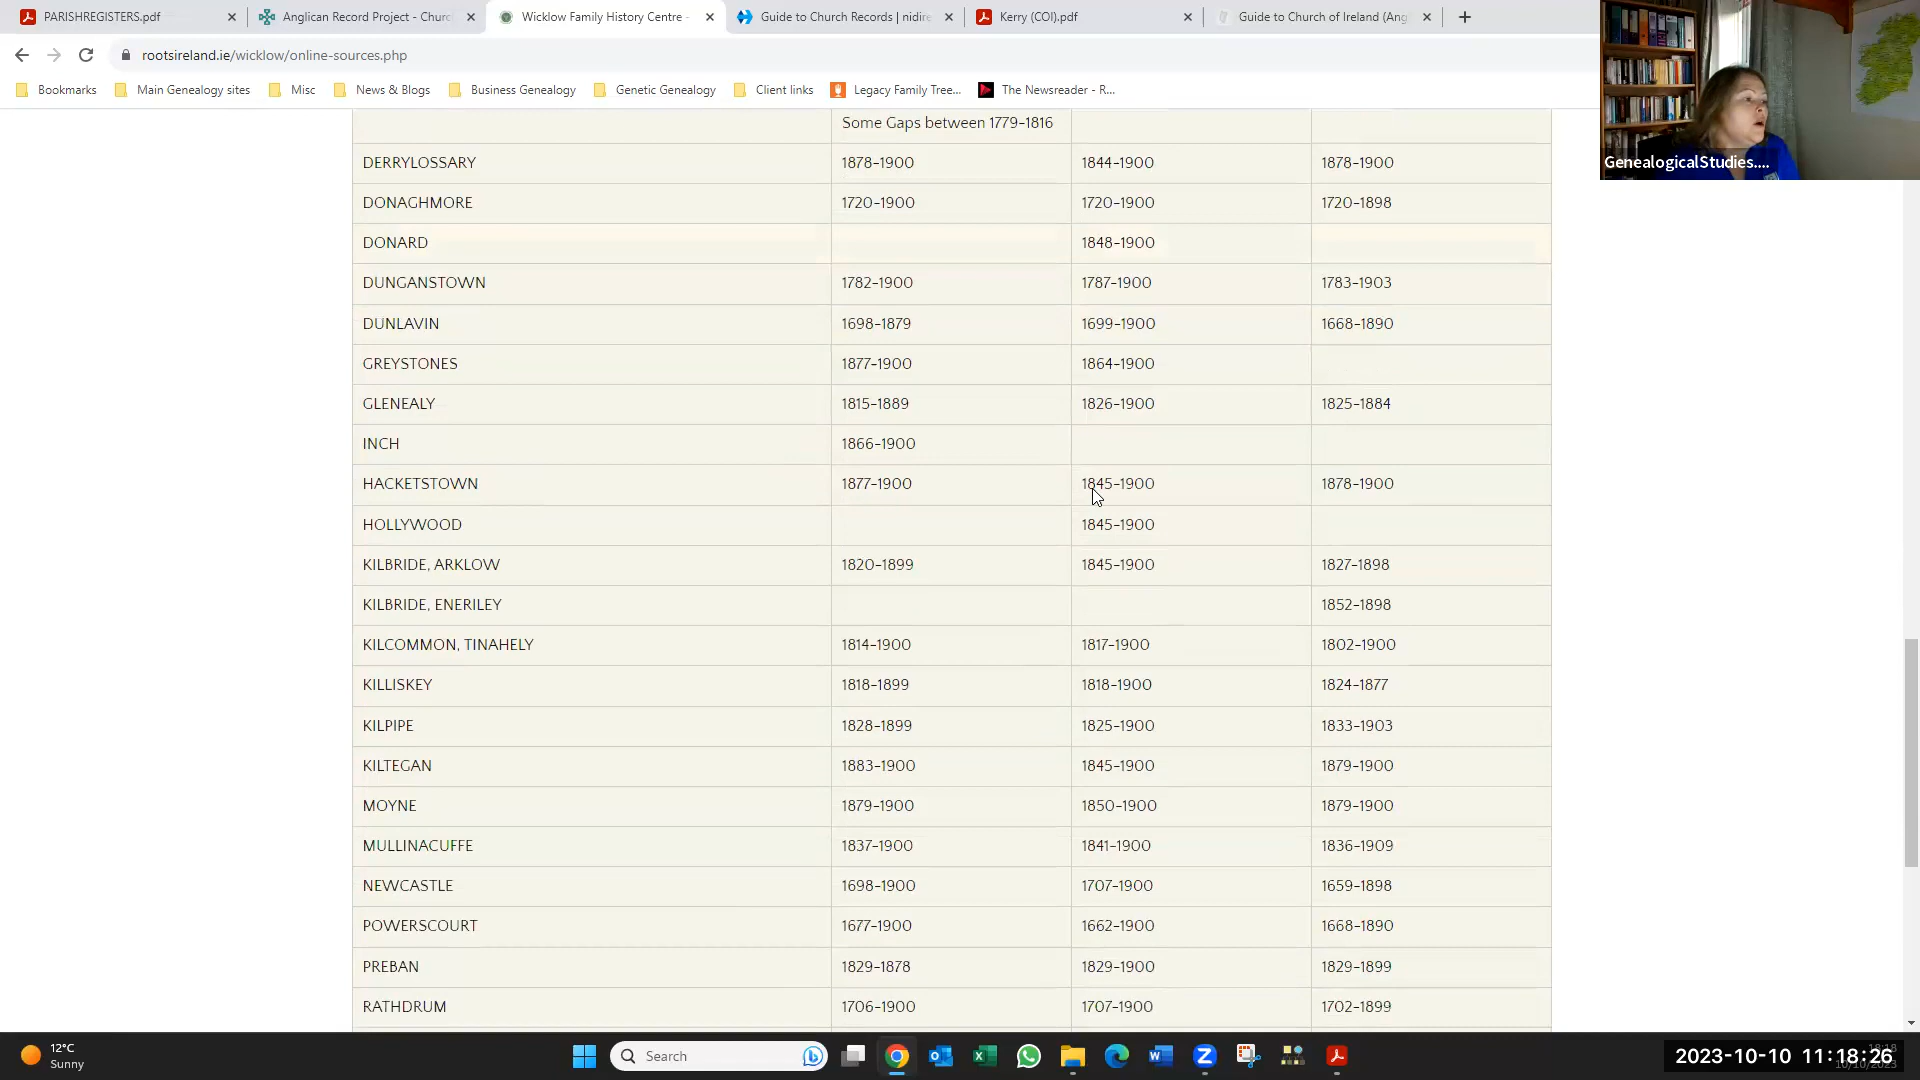 PARISHREGISTERS.pdf
Anglican Record Project - Churc
Wicklow Family History Centre -
Guide to Church Records | nidire
Kerry (COI).pdf
Guide to Church of Ireland (Ang
rootsireland.ie/wicklow/online-sources.php
Bookmarks Main Genealogy sites Misc News & Blogs Business Genealogy Genetic Genealogy Client links Legacy Family Tree... The Newsreader - R...
GenealogicalStudies....
Some Gaps between 1779-1816
DERRYLOSSARY 1878-1900 1844-1900 1878-1900
DONAGHMORE 1720-1900 1720-1900 1720-1898
DONARD 1848-1900
DUNGANSTOWN 1782-1900 1787-1900 1783-1903
DUNLAVIN 1698-1879 1699-1900 1668-1890
GREYSTONES 1877-1900 1864-1900
GLENEALY 1815-1889 1826-1900 1825-1884
INCH 1866-1900
HACKETSTOWN 1877-1900 1845-1900 1878-1900
HOLLYWOOD 1845-1900
KILBRIDE, ARKLOW 1820-1899 1845-1900 1827-1898
KILBRIDE, ENERILEY 1852-1898
KILCOMMON, TINAHELY 1814-1900 1817-1900 1802-1900
KILLISKEY 1818-1899 1818-1900 1824-1877
KILPIPE 1828-1899 1825-1900 1833-1903
KILTEGAN 1883-1900 1845-1900 1879-1900
MOYNE 1879-1900 1850-1900 1879-1900
MULLINACUFFE 1837-1900 1841-1900 1836-1909
NEWCASTLE 1698-1900 1707-1900 1659-1898
POWERSCOURT 1677-1900 1662-1900 1668-1890
PREBAN 1829-1878 1829-1900 1829-1899
RATHDRUM 1706-1900 1707-1900 1702-1899
12°C
Sunny
Search
2023-10-10 11:18:26